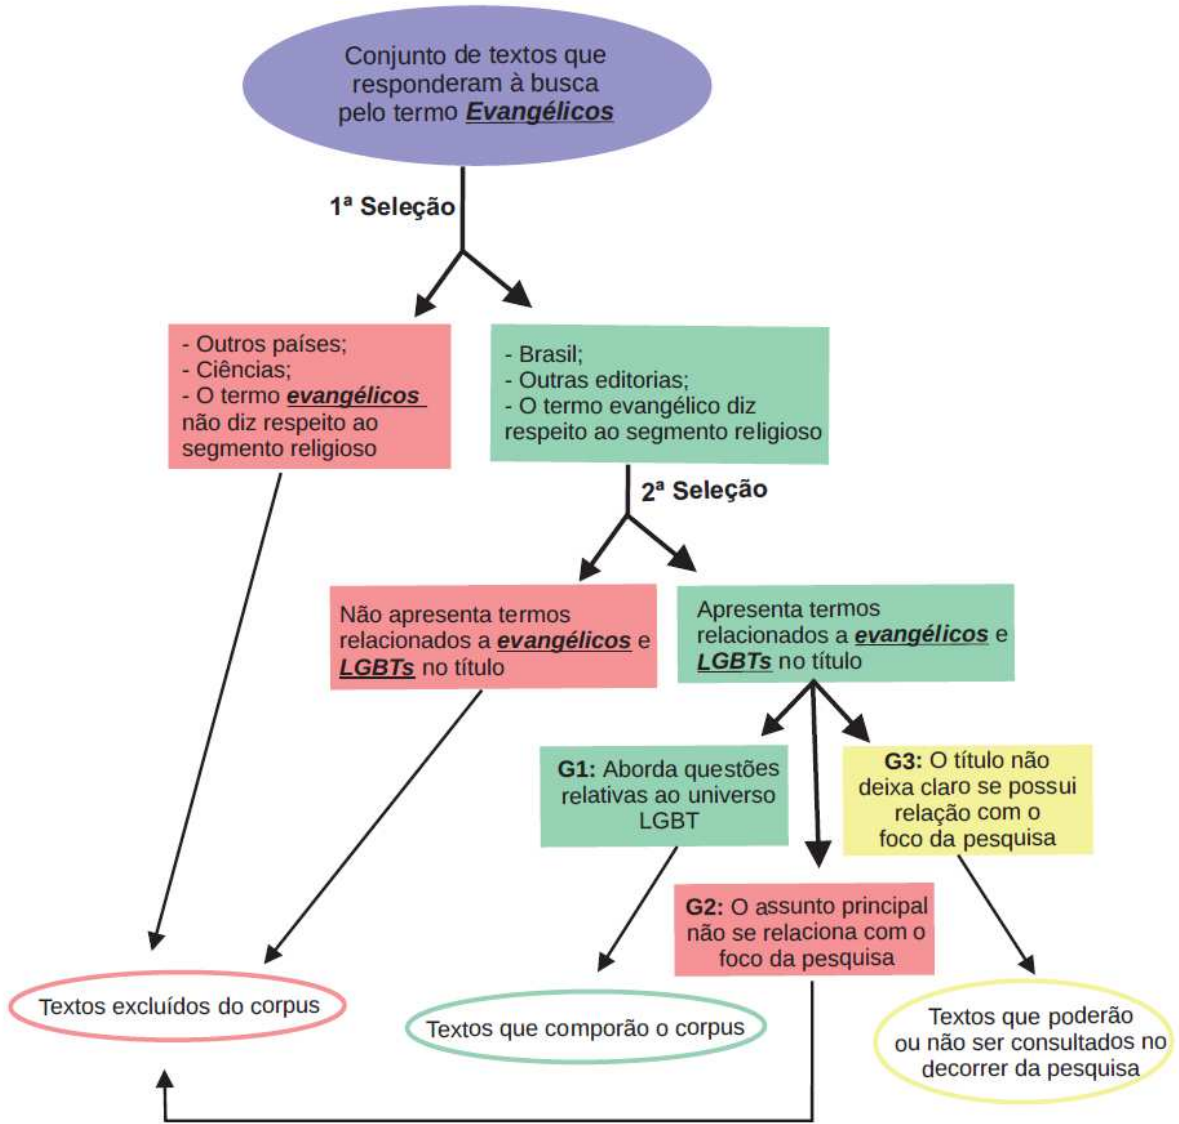 Conjunto de textos que
responderam à busca
pelo termo Evangélicos
1ª Seleção
- Outros países;
- Ciências;
- O termo evangélicos
não diz respeito ao
segmento religioso
- Brasil;
- Outras editorias;
- O termo evangélico diz
respeito ao segmento religioso
2ª Seleção
Não apresenta termos
relacionados a evangélicos e
LGBTs no título
Apresenta termos
relacionados a evangélicos e
LGBTs no título
G1: Aborda questões
relativas ao universo
LGBT
G3: O título não
deixa claro se possui
relação com o
foco da pesquisa
G2: O assunto principal
não se relaciona com o
foco da pesquisa
Textos excluídos do corpus
Textos que comporão o corpus
Textos que poderão
ou não ser consultados no
decorrer da pesquisa